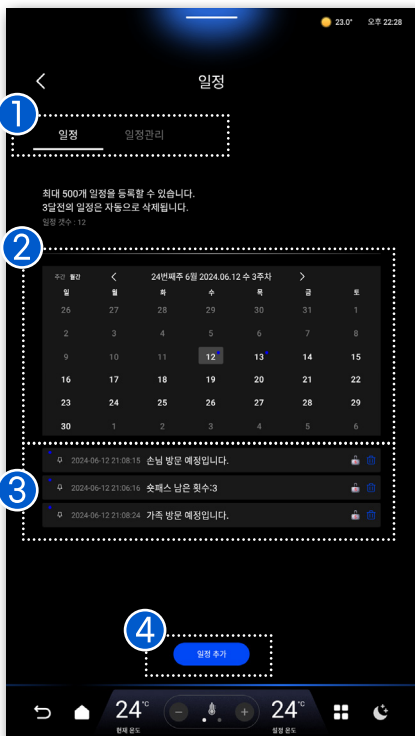 23.0° 오후 22:28
일정
1
일정 일정관리
최대 500개 일정을 등록할 수 있습니다.
3달전의 일정은 자동으로 삭제됩니다.
일정 갯수 : 12
2
주간 월간 < 24번째주 6월 2024.06.12 수 3주차 >
일 월 화 수 목 금 토
26 27 28 29 30 31 1
2 3 4 5 6 7 8
9 10 11 12 13 14 15
16 17 18 19 20 21 22
23 24 25 26 27 28 29
30 1 2 3 4 5 6
2024-06-12 21:08:15 손님 방문 예정입니다.
3
2024-06-12 21:06:16 숏패스 남은 횟수:3
2024-06-12 21:08:24 가족 방문 예정입니다.
4
일정 추가
24°C − + 24°C
현재 온도 설정 온도